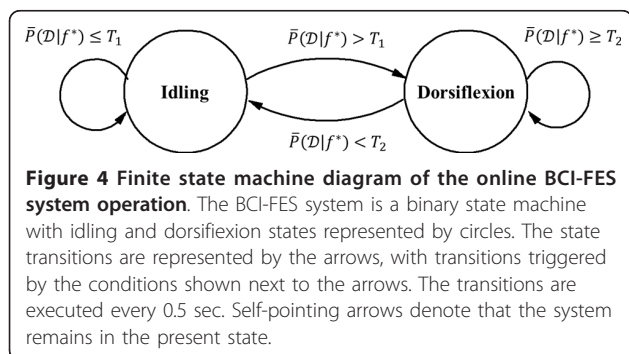 P̄(𝒟|f*) ≤ T₁
P̄(𝒟|f*) > T₁
P̄(𝒟|f*) ≥ T₂
Idling
Dorsiflexion
P̄(𝒟|f*) < T₂
Figure 4 Finite state machine diagram of the online BCI-FES
system operation. The BCI-FES system is a binary state machine
with idling and dorsifiexion states represented by circles. The state
transitions are represented by the arrows, with transitions triggered
by the conditions shown next to the arrows. The transitions are
executed every 0.5 sec. Self-pointing arrows denote that the system
remains in the present state.